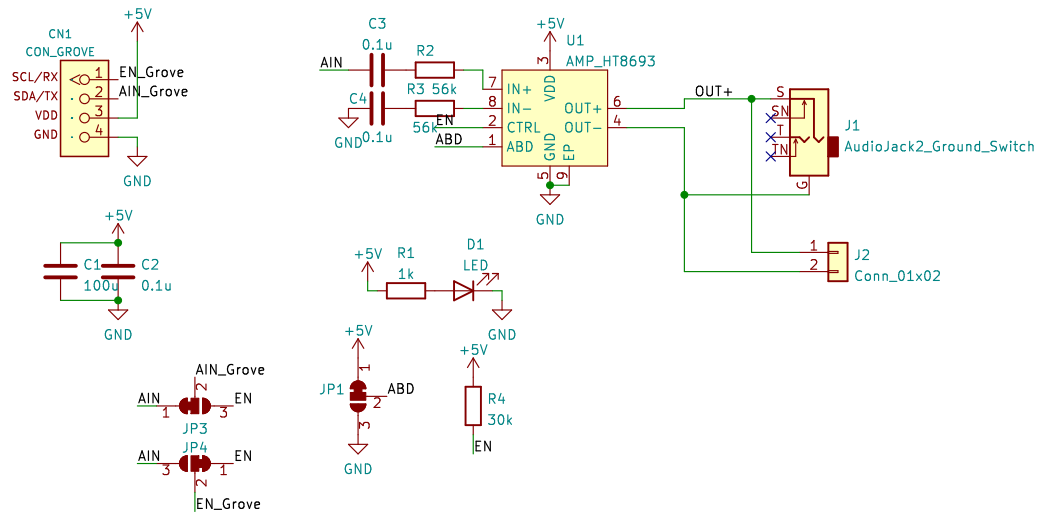 CN1
CON_GROVE
+5V
SCL/RX 1 EN_Grove
SDA/TX 2 AIN_Grove
VDD 3
GND 4
GND
C3
0.1u
R2
+5V
U1
AMP_HT8693
AIN
C4
R3 56k
0.1u
56k
GND
EN
ABD
3
VDD
7 IN+
8 IN-
2 CTRL
1 ABD
OUT+ 6
OUT- 4
GND
EP
5
9
GND
OUT+
S
SN
T
TN
G
J1
AudioJack2_Ground_Switch
1
2
J2
Conn_01x02
+5V
C1
100u
C2
0.1u
GND
+5V
R1
1k
D1
LED
GND
+5V
JP1
1
2
3
ABD
GND
+5V
R4
30k
EN
AIN_Grove
2
AIN
1
3
EN
JP3
JP4
AIN
3
1
EN
2
EN_Grove